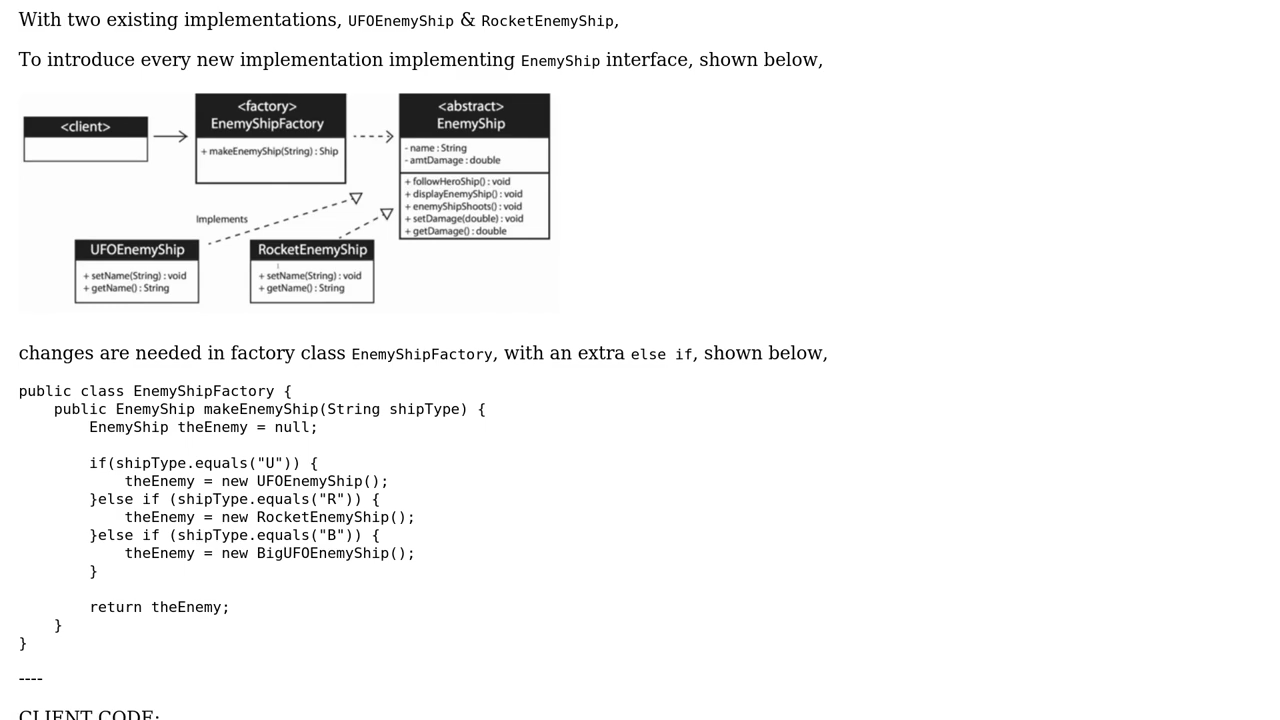 With two existing implementations, UFOEnemyShip & RocketEnemyShip,
To introduce every new implementation implementing EnemyShip interface, shown below,
<client>
<factory>
EnemyShipFactory
+ makeEnemyShip(String) : Ship
<abstract>
EnemyShip
- name : String
- amtDamage : double
+ followHeroShip() : void
+ displayEnemyShip() : void
+ enemyShipShoots() : void
+ setDamage(double) : void
+ getDamage() : double
Implements
UFOEnemyShip
+ setName(String) : void
+ getName() : String
RocketEnemyShip
+ setName(String) : void
+ getName() : String
changes are needed in factory class EnemyShipFactory, with an extra else if, shown below,
public class EnemyShipFactory {
    public EnemyShip makeEnemyShip(String shipType) {
        EnemyShip theEnemy = null;
        if(shipType.equals("U")) {
            theEnemy = new UFOEnemyShip();
        }else if (shipType.equals("R")) {
            theEnemy = new RocketEnemyShip();
        }else if (shipType.equals("B")) {
            theEnemy = new BigUFOEnemyShip();
        }
        return theEnemy;
    }
}
----
CLIENT CODE: